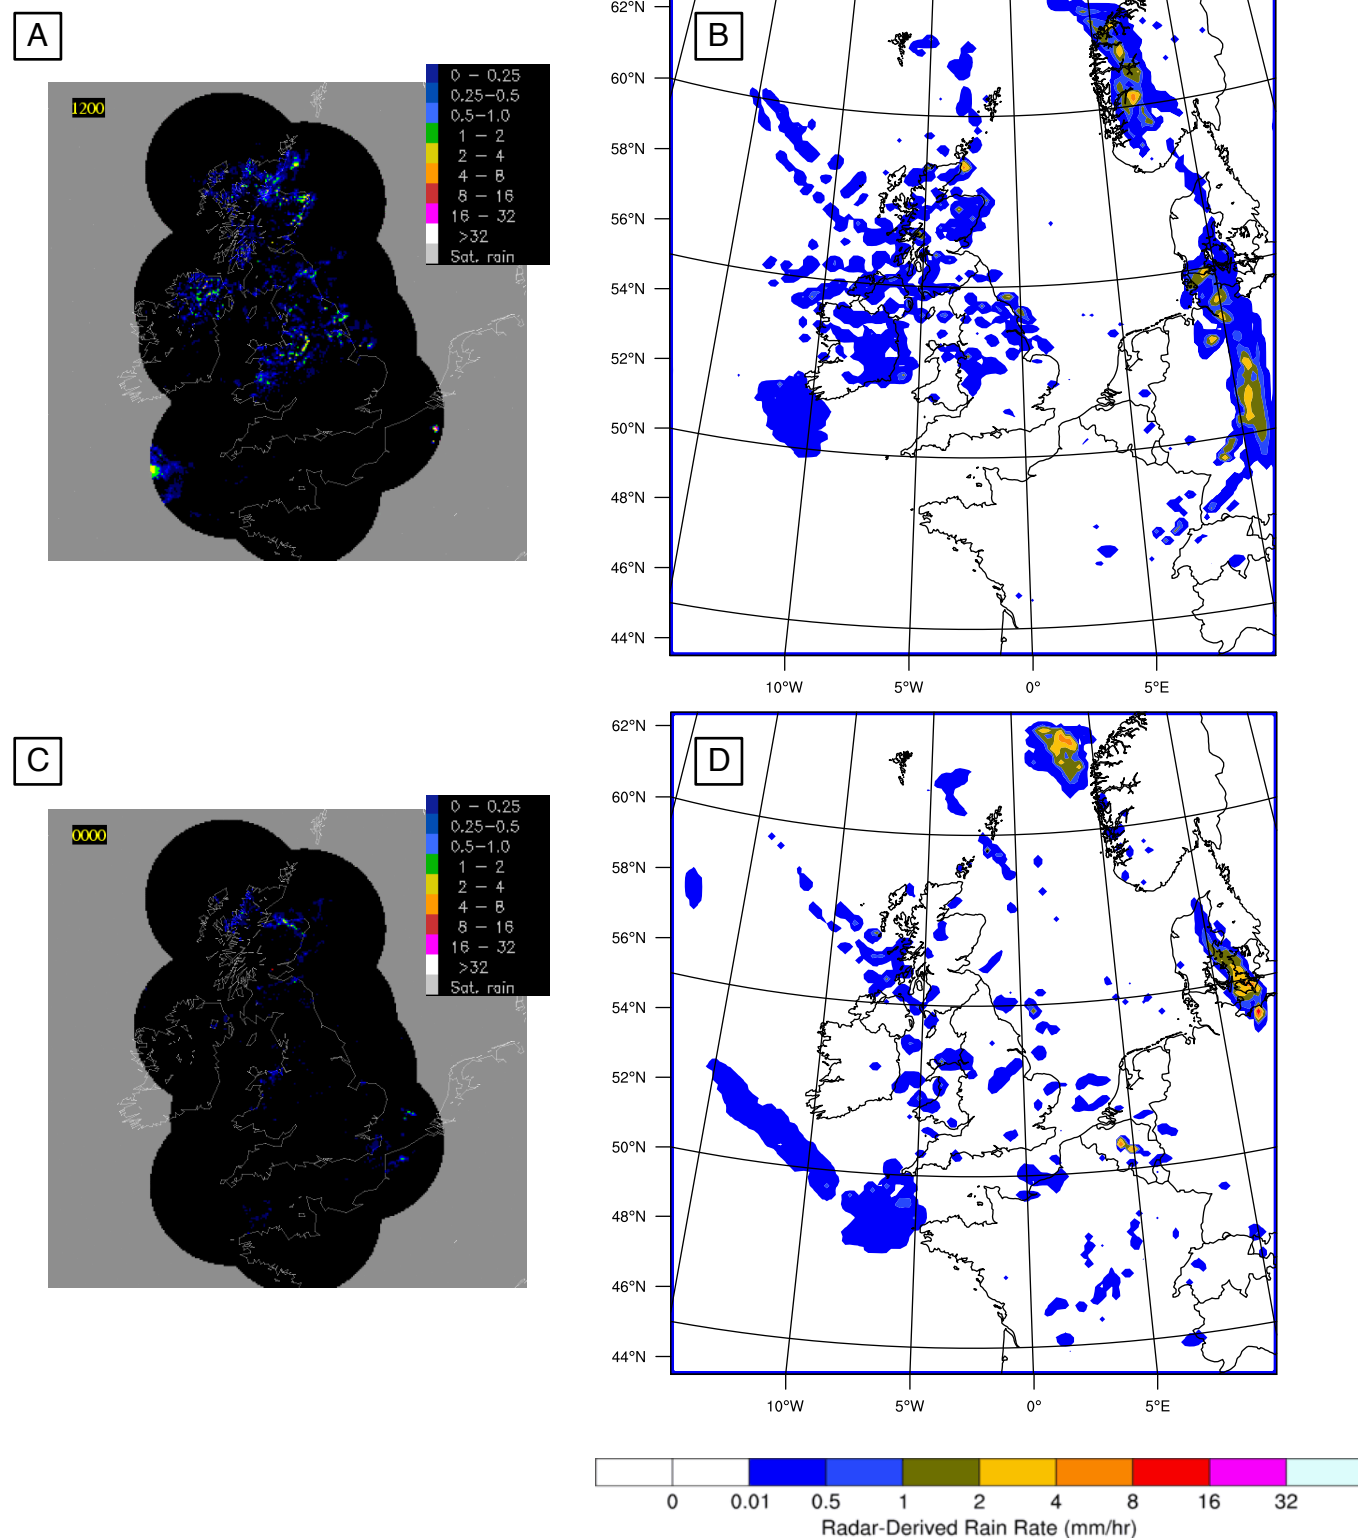 A
1200
0 - 0.25
0.25-0.5
0.5-1.0
1 - 2
2 - 4
4 - 8
8 - 16
16 - 32
>32
Sat. rain
B
62°N
60°N
58°N
56°N
54°N
52°N
50°N
48°N
46°N
44°N
10°W 5°W 0° 5°E
C
0000
0 - 0.25
0.25-0.5
0.5-1.0
1 - 2
2 - 4
4 - 8
8 - 16
16 - 32
>32
Sat. rain
D
62°N
60°N
58°N
56°N
54°N
52°N
50°N
48°N
46°N
44°N
10°W 5°W 0° 5°E
0 0.01 0.5 1 2 4 8 16 32
Radar-Derived Rain Rate (mm/hr)